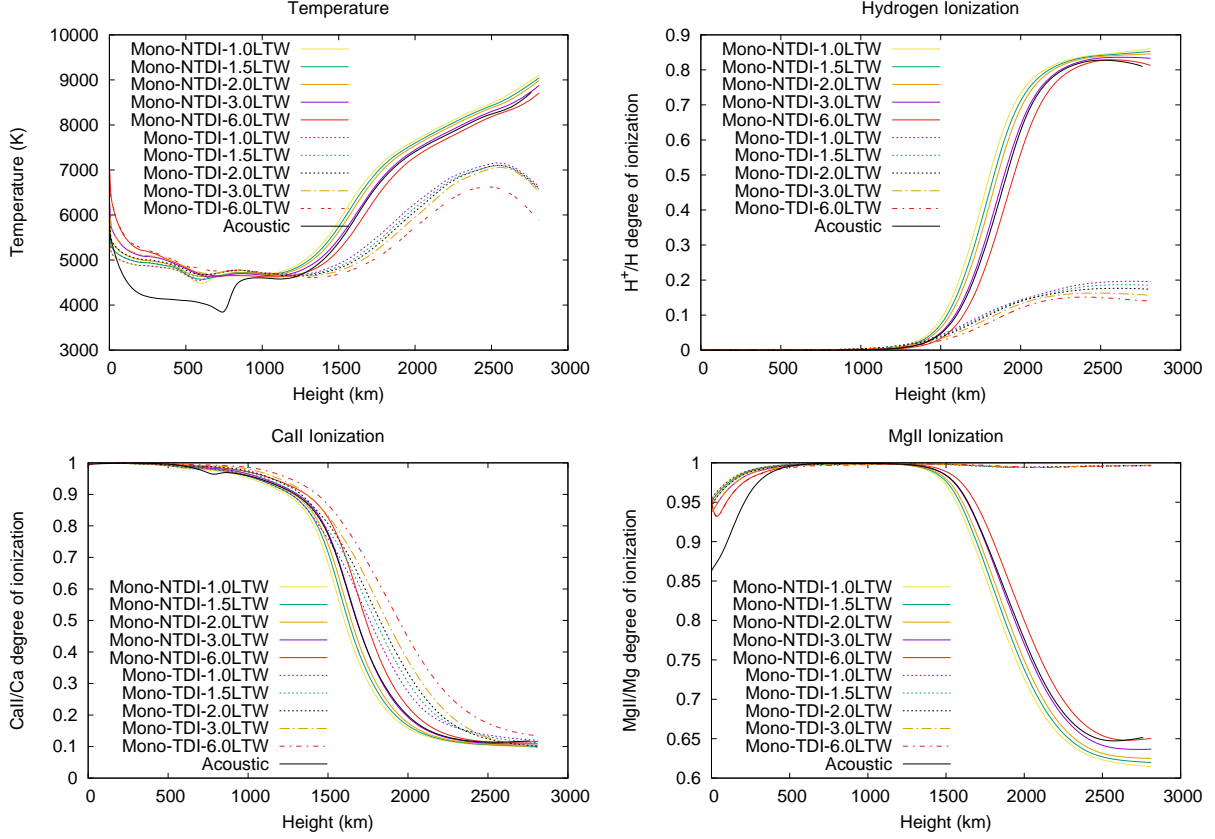 Temperature
10000
9000
8000
7000
6000
5000
4000
3000
Temperature (K)
Mono-NTDI-1.0LTW
Mono-NTDI-1.5LTW
Mono-NTDI-2.0LTW
Mono-NTDI-3.0LTW
Mono-NTDI-6.0LTW
Mono-TDI-1.0LTW
Mono-TDI-1.5LTW
Mono-TDI-2.0LTW
Mono-TDI-3.0LTW
Mono-TDI-6.0LTW
Acoustic
0 500 1000 1500 2000 2500 3000
Height (km)
Hydrogen Ionization
0.9
0.8
0.7
0.6
0.5
0.4
0.3
0.2
0.1
0
H⁺/H degree of ionization
Mono-NTDI-1.0LTW
Mono-NTDI-1.5LTW
Mono-NTDI-2.0LTW
Mono-NTDI-3.0LTW
Mono-NTDI-6.0LTW
Mono-TDI-1.0LTW
Mono-TDI-1.5LTW
Mono-TDI-2.0LTW
Mono-TDI-3.0LTW
Mono-TDI-6.0LTW
Acoustic
0 500 1000 1500 2000 2500 3000
Height (km)
CaII Ionization
1
0.9
0.8
0.7
0.6
0.5
0.4
0.3
0.2
0.1
0
CaII/Ca degree of ionization
Mono-NTDI-1.0LTW
Mono-NTDI-1.5LTW
Mono-NTDI-2.0LTW
Mono-NTDI-3.0LTW
Mono-NTDI-6.0LTW
Mono-TDI-1.0LTW
Mono-TDI-1.5LTW
Mono-TDI-2.0LTW
Mono-TDI-3.0LTW
Mono-TDI-6.0LTW
Acoustic
0 500 1000 1500 2000 2500 3000
Height (km)
MgII Ionization
1
0.95
0.9
0.85
0.8
0.75
0.7
0.65
0.6
MgII/Mg degree of ionization
Mono-NTDI-1.0LTW
Mono-NTDI-1.5LTW
Mono-NTDI-2.0LTW
Mono-NTDI-3.0LTW
Mono-NTDI-6.0LTW
Mono-TDI-1.0LTW
Mono-TDI-1.5LTW
Mono-TDI-2.0LTW
Mono-TDI-3.0LTW
Mono-TDI-6.0LTW
Acoustic
0 500 1000 1500 2000 2500 3000
Height (km)